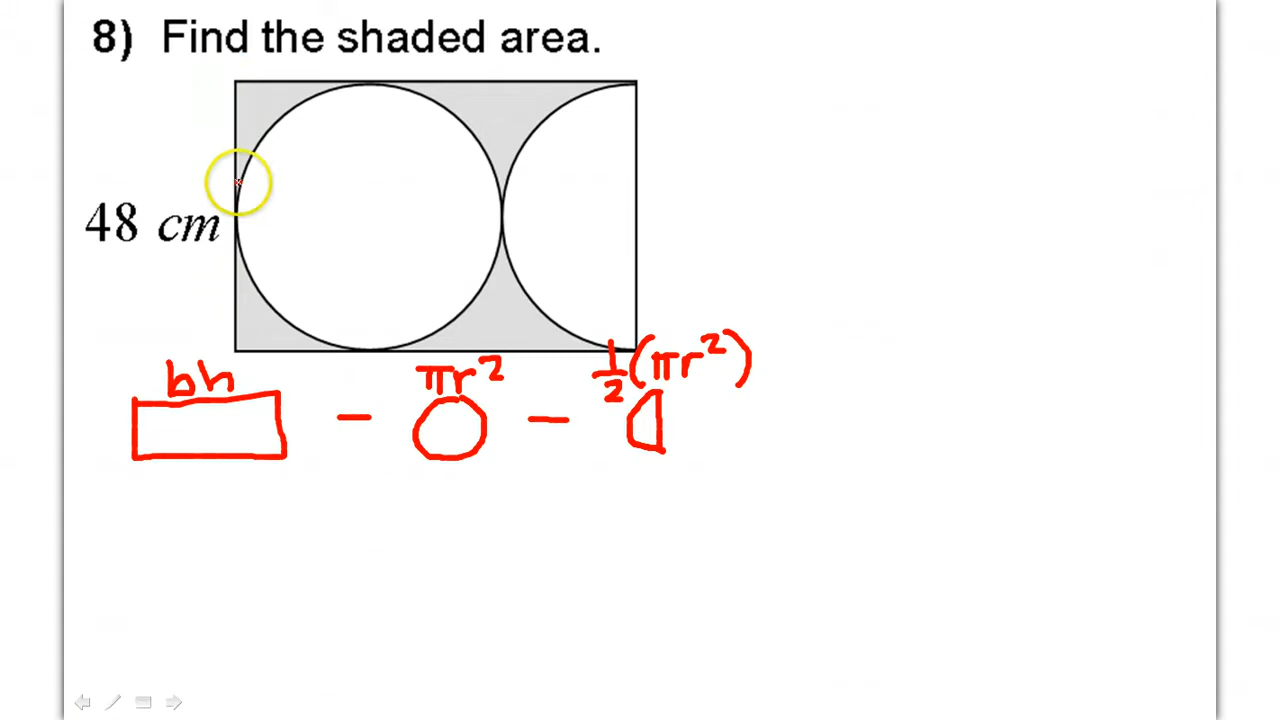 8) Find the shaded area.
48 cm
bh
πr²
½(πr²)
− −